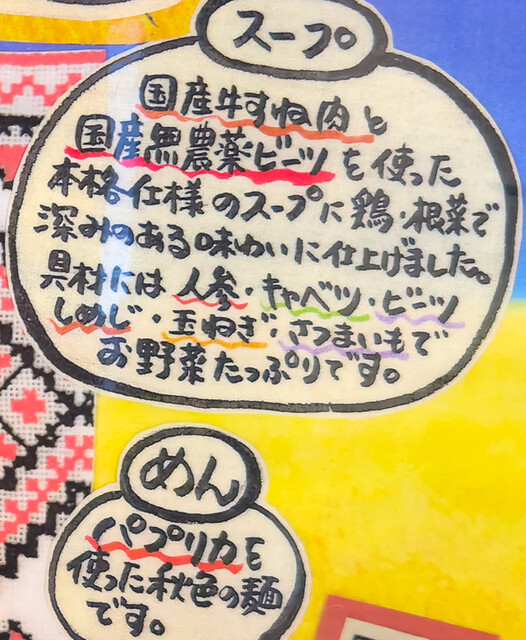 スープ
国産牛すね肉と
国産無農薬ビーツを使った
本格仕様のスープに鶏・根菜で
深みのある味わいに仕上げました。
具材には人参・キャベツ・ビーツ
しめじ・玉ねぎ・さつまいもで
お野菜たっぷりです。
めん
パプリカを
使った秋色の麺
です。